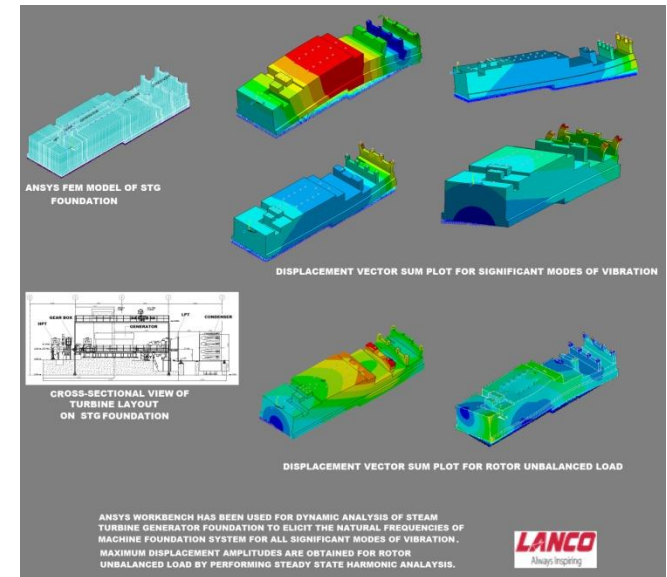 ANSYS FEM MODEL OF STG
FOUNDATION
DISPLACEMENT VECTOR SUM PLOT FOR SIGNIFICANT MODES OF VIBRATION
HPT
GEAR BOX
GENERATOR
LPT
CONDENSER
CROSS-SECTIONAL VIEW OF
TURBINE LAYOUT
ON STG FOUNDATION
DISPLACEMENT VECTOR SUM PLOT FOR ROTOR UNBALANCED LOAD
ANSYS WORKBENCH HAS BEEN USED FOR DYNAMIC ANALYSIS OF STEAM
TURBINE GENERATOR FOUNDATION TO ELICIT THE NATURAL FREQUENCIES OF
MACHINE FOUNDATION SYSTEM FOR ALL SIGNIFICANT MODES OF VIBRATION.
MAXIMUM DISPLACEMENT AMPLITUDES ARE OBTAINED FOR ROTOR
UNBALANCED LOAD BY PERFORMING STEADY STATE HARMONIC ANALYSIS.
LANCO
Always Inspiring